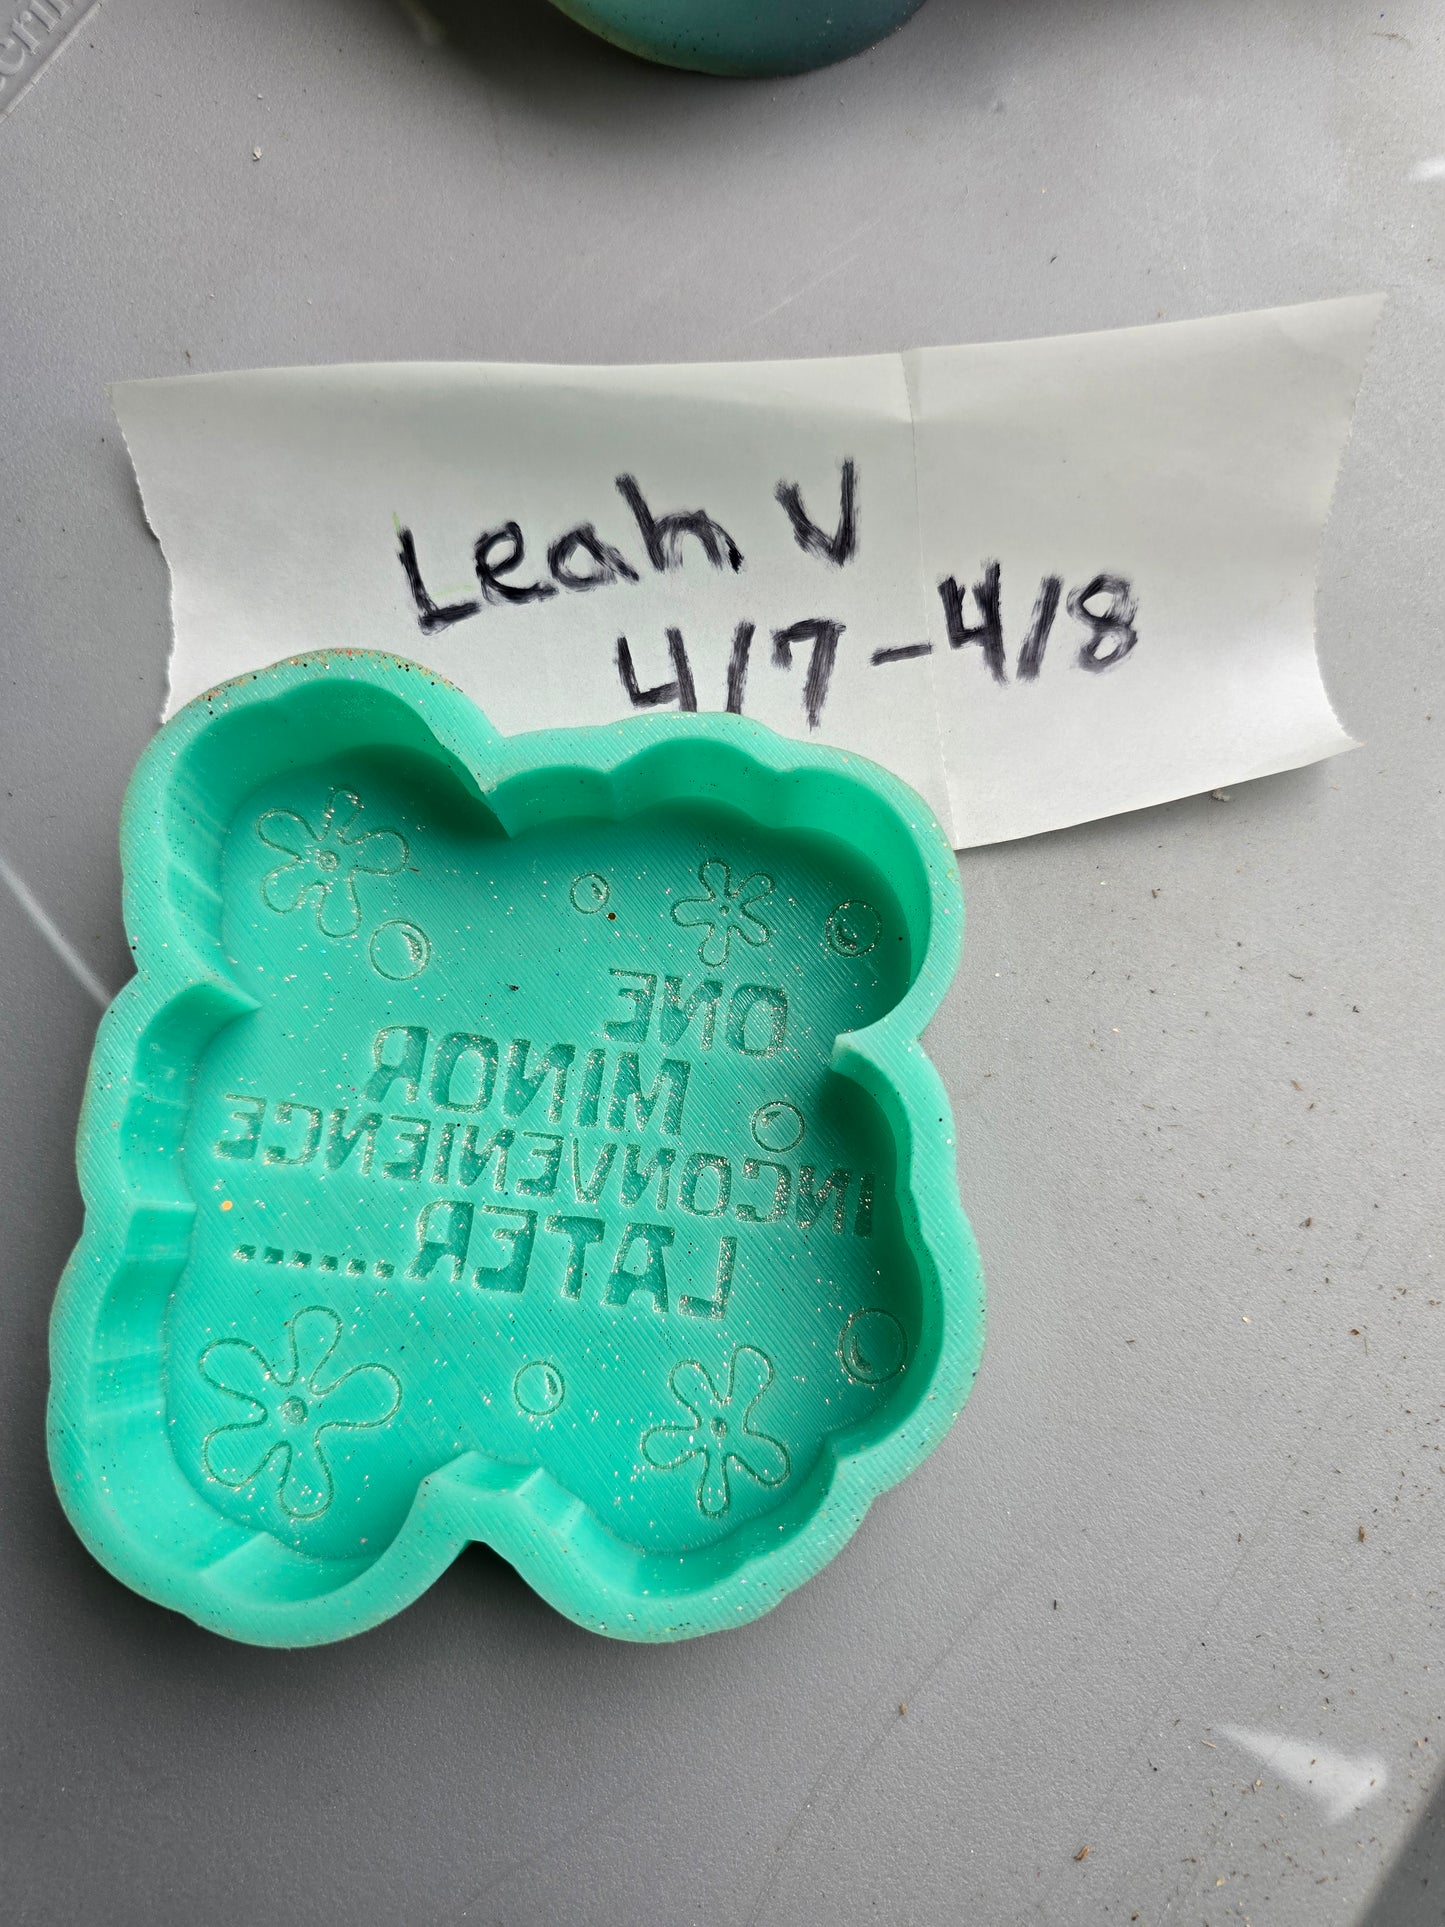 Leah V
4/7-4/8
ONE
MINOR
INCONVENIENCE
LATER......